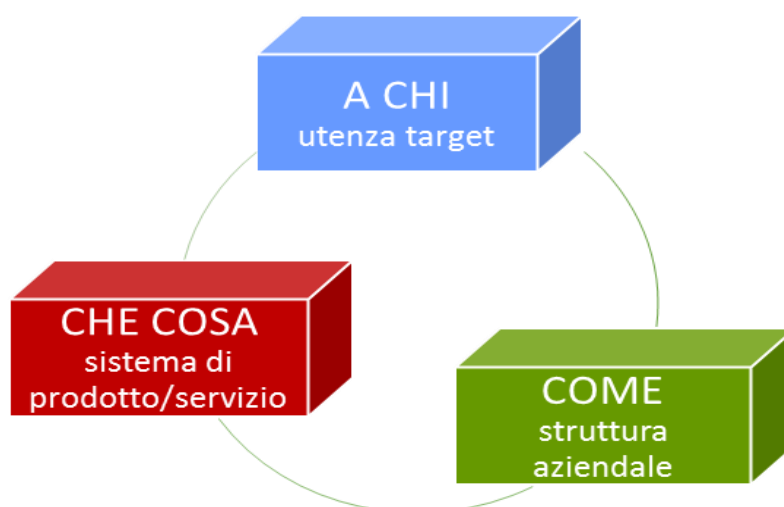 A CHI
utenza target
CHE COSA
sistema di
prodotto/servizio
COME
struttura
aziendale